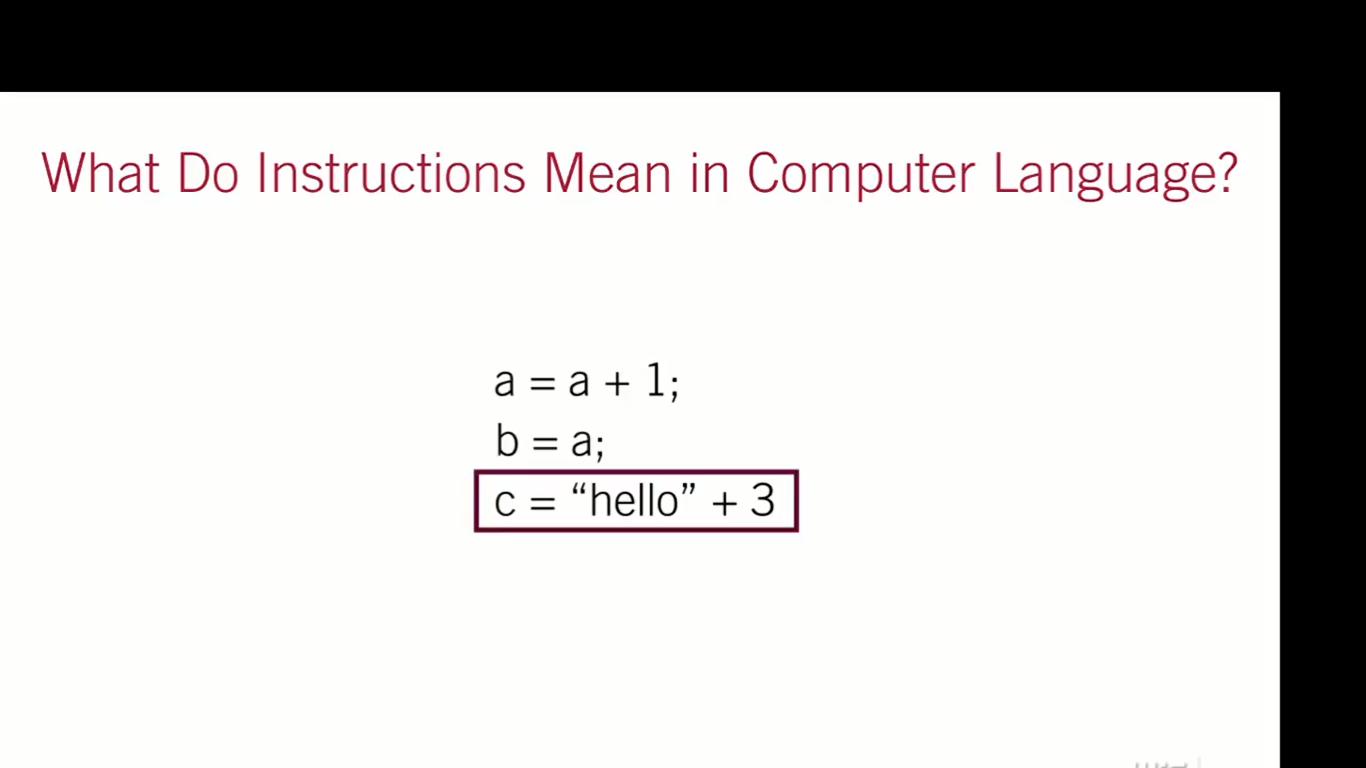 What Do Instructions Mean in Computer Language?
a = a + 1;
b = a;
c = “hello” + 3